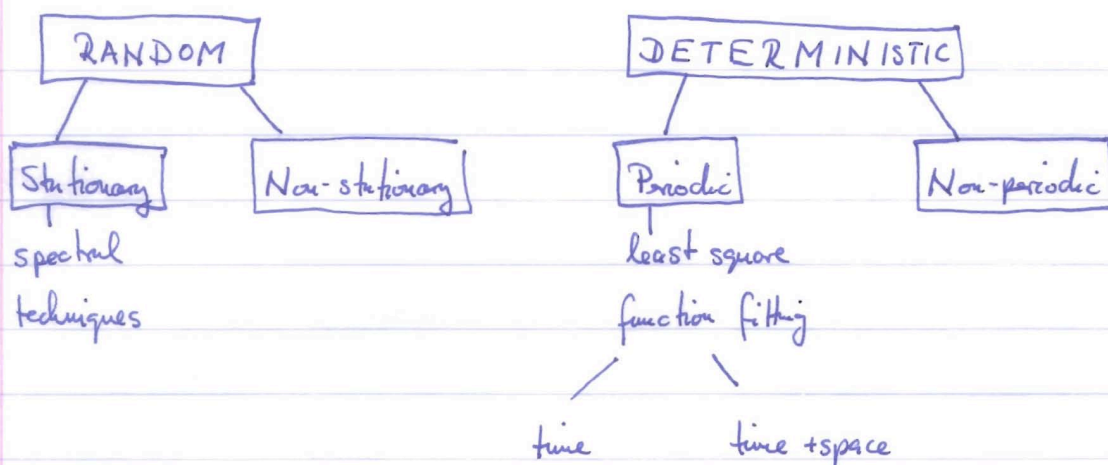 RANDOM DETERMINISTIC
Stationary Non-stationary Periodic Non-periodic
spectral least square
techniques function fitting
time time + space